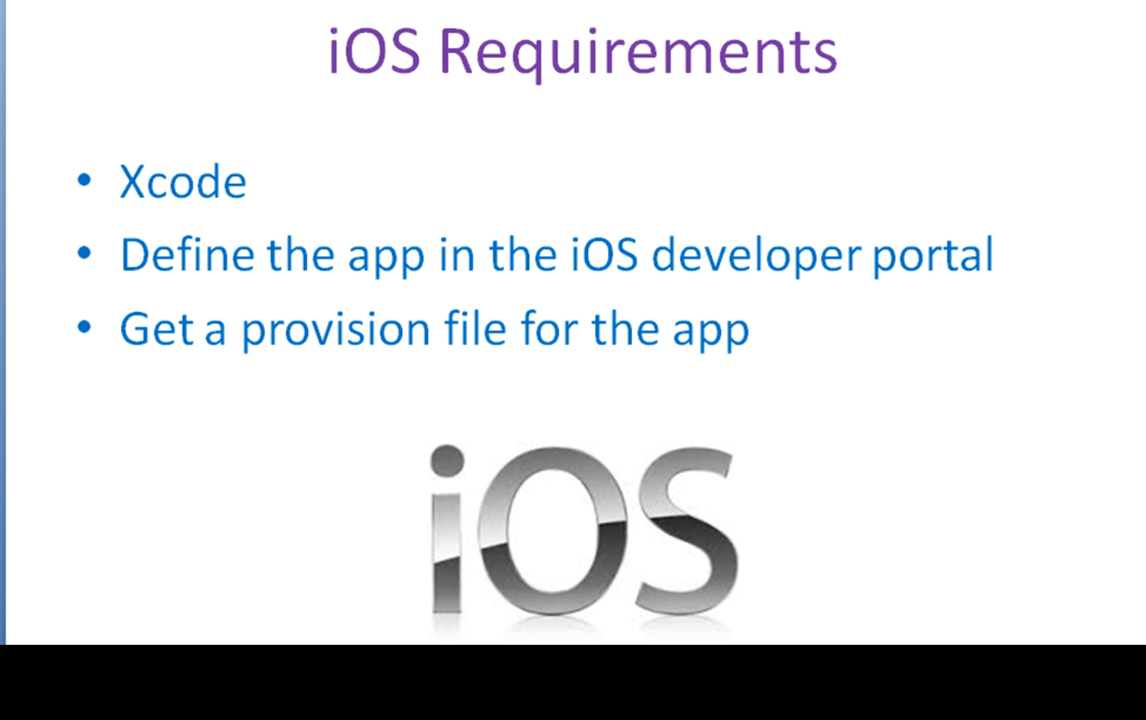 iOS Requirements
• Xcode
• Define the app in the iOS developer portal
• Get a provision file for the app
iOS